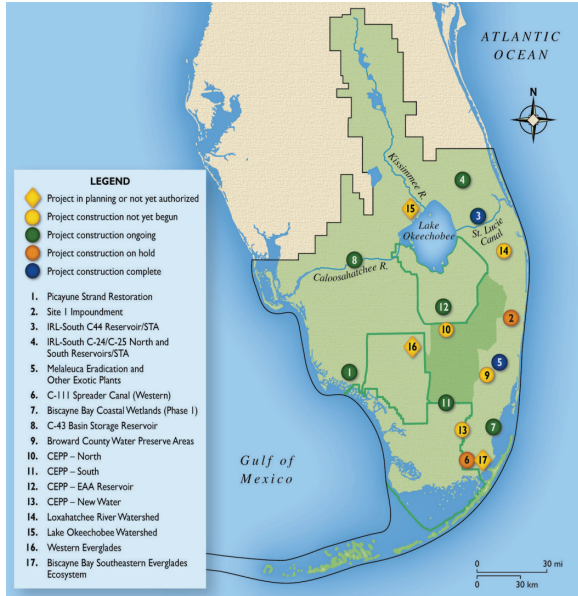 ATLANTIC
OCEAN
N
Kissimmee R.
4
15
3
Lake
Okeechobee
St. Lucie
Canal
14
8
Caloosahatchee R.
12
10
2
16
5
9
1
11
13
7
6
17
Gulf of
Mexico
0 30 mi
0 30 km
LEGEND
Project in planning or not yet authorized
Project construction not yet begun
Project construction ongoing
Project construction on hold
Project construction complete
1. Picayune Strand Restoration
2. Site 1 Impoundment
3. IRL-South C44 Reservoir/STA
4. IRL-South C-24/C-25 North and
South Reservoirs/STA
5. Melaleuca Eradication and
Other Exotic Plants
6. C-111 Spreader Canal (Western)
7. Biscayne Bay Coastal Wetlands (Phase 1)
8. C-43 Basin Storage Reservoir
9. Broward County Water Preserve Areas
10. CEPP – North
11. CEPP – South
12. CEPP – EAA Reservoir
13. CEPP – New Water
14. Loxahatchee River Watershed
15. Lake Okeechobee Watershed
16. Western Everglades
17. Biscayne Bay Southeastern Everglades
Ecosystem